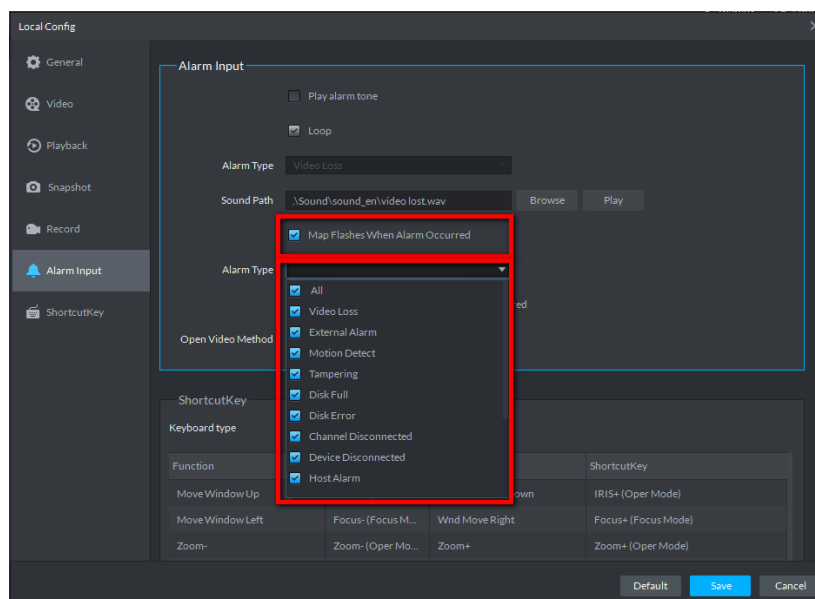 Local Config
General
Video
Playback
Snapshot
Record
Alarm Input
ShortcutKey
Alarm Input
Play alarm tone
Loop
Alarm Type Video Loss
Sound Path .\Sound\sound_en\video lost.wav Browse Play
Map Flashes When Alarm Occurred
Alarm Type
All
Video Loss
External Alarm
Motion Detect
Tampering
Disk Full
Disk Error
Channel Disconnected
Device Disconnected
Host Alarm
Open Video Method
ShortcutKey
Keyboard type
Function ShortcutKey
Move Window Up IRIS+ (Oper Mode)
Move Window Left Focus- (Focus M... Wnd Move Right Focus+ (Focus Mode)
Zoom- Zoom- (Oper Mo... Zoom+ Zoom+ (Oper Mode)
Default Save Cancel